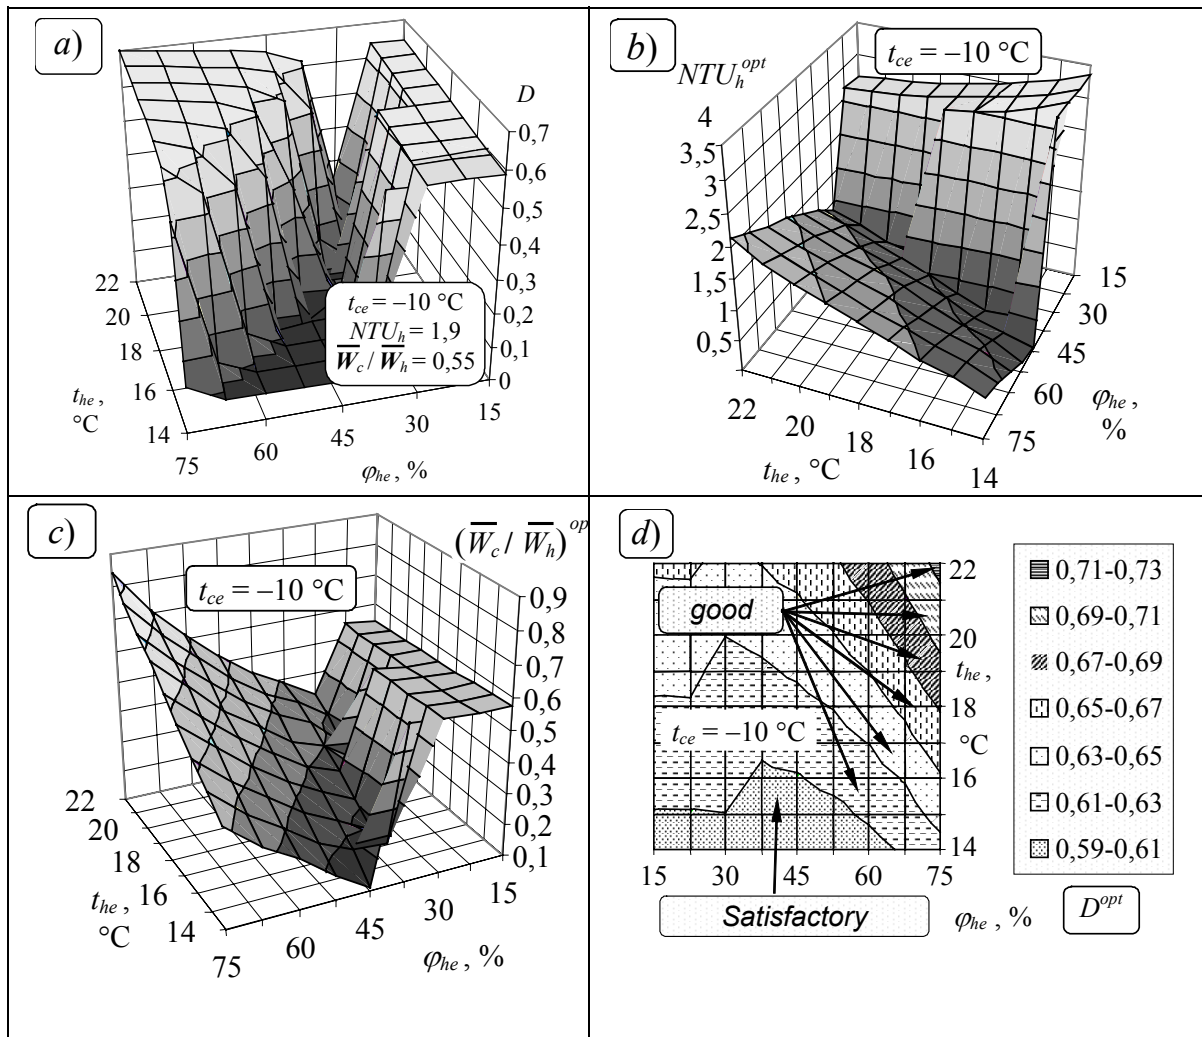 a)
D
0,7
0,6
0,5
0,4
0,3
0,2
0,1
0
t_ce = –10 °C
NTU_h = 1,9
W̅_c / W̅_h = 0,55
22
20
18
16
14
t_he ,
°C
75
60
45
30
15
φ_he , %
b)
t_ce = –10 °C
NTU_h^opt
4
3,5
3
2,5
2
1,5
1
0,5
22
20
18
16
14
t_he , °C
15
30
45
60
75
φ_he ,
%
c)
(W̅_c / W̅_h)^op
t_ce = –10 °C
0,9
0,8
0,7
0,6
0,5
0,4
0,3
0,2
0,1
22
20
18
16
14
t_he ,
°C
75
60
45
30
15
φ_he , %
d)
good
t_ce = –10 °C
Satisfactory
22
20
t_he ,
18
°C
16
14
15 30 45 60 75
φ_he , %
0,71-0,73
0,69-0,71
0,67-0,69
0,65-0,67
0,63-0,65
0,61-0,63
0,59-0,61
D^opt